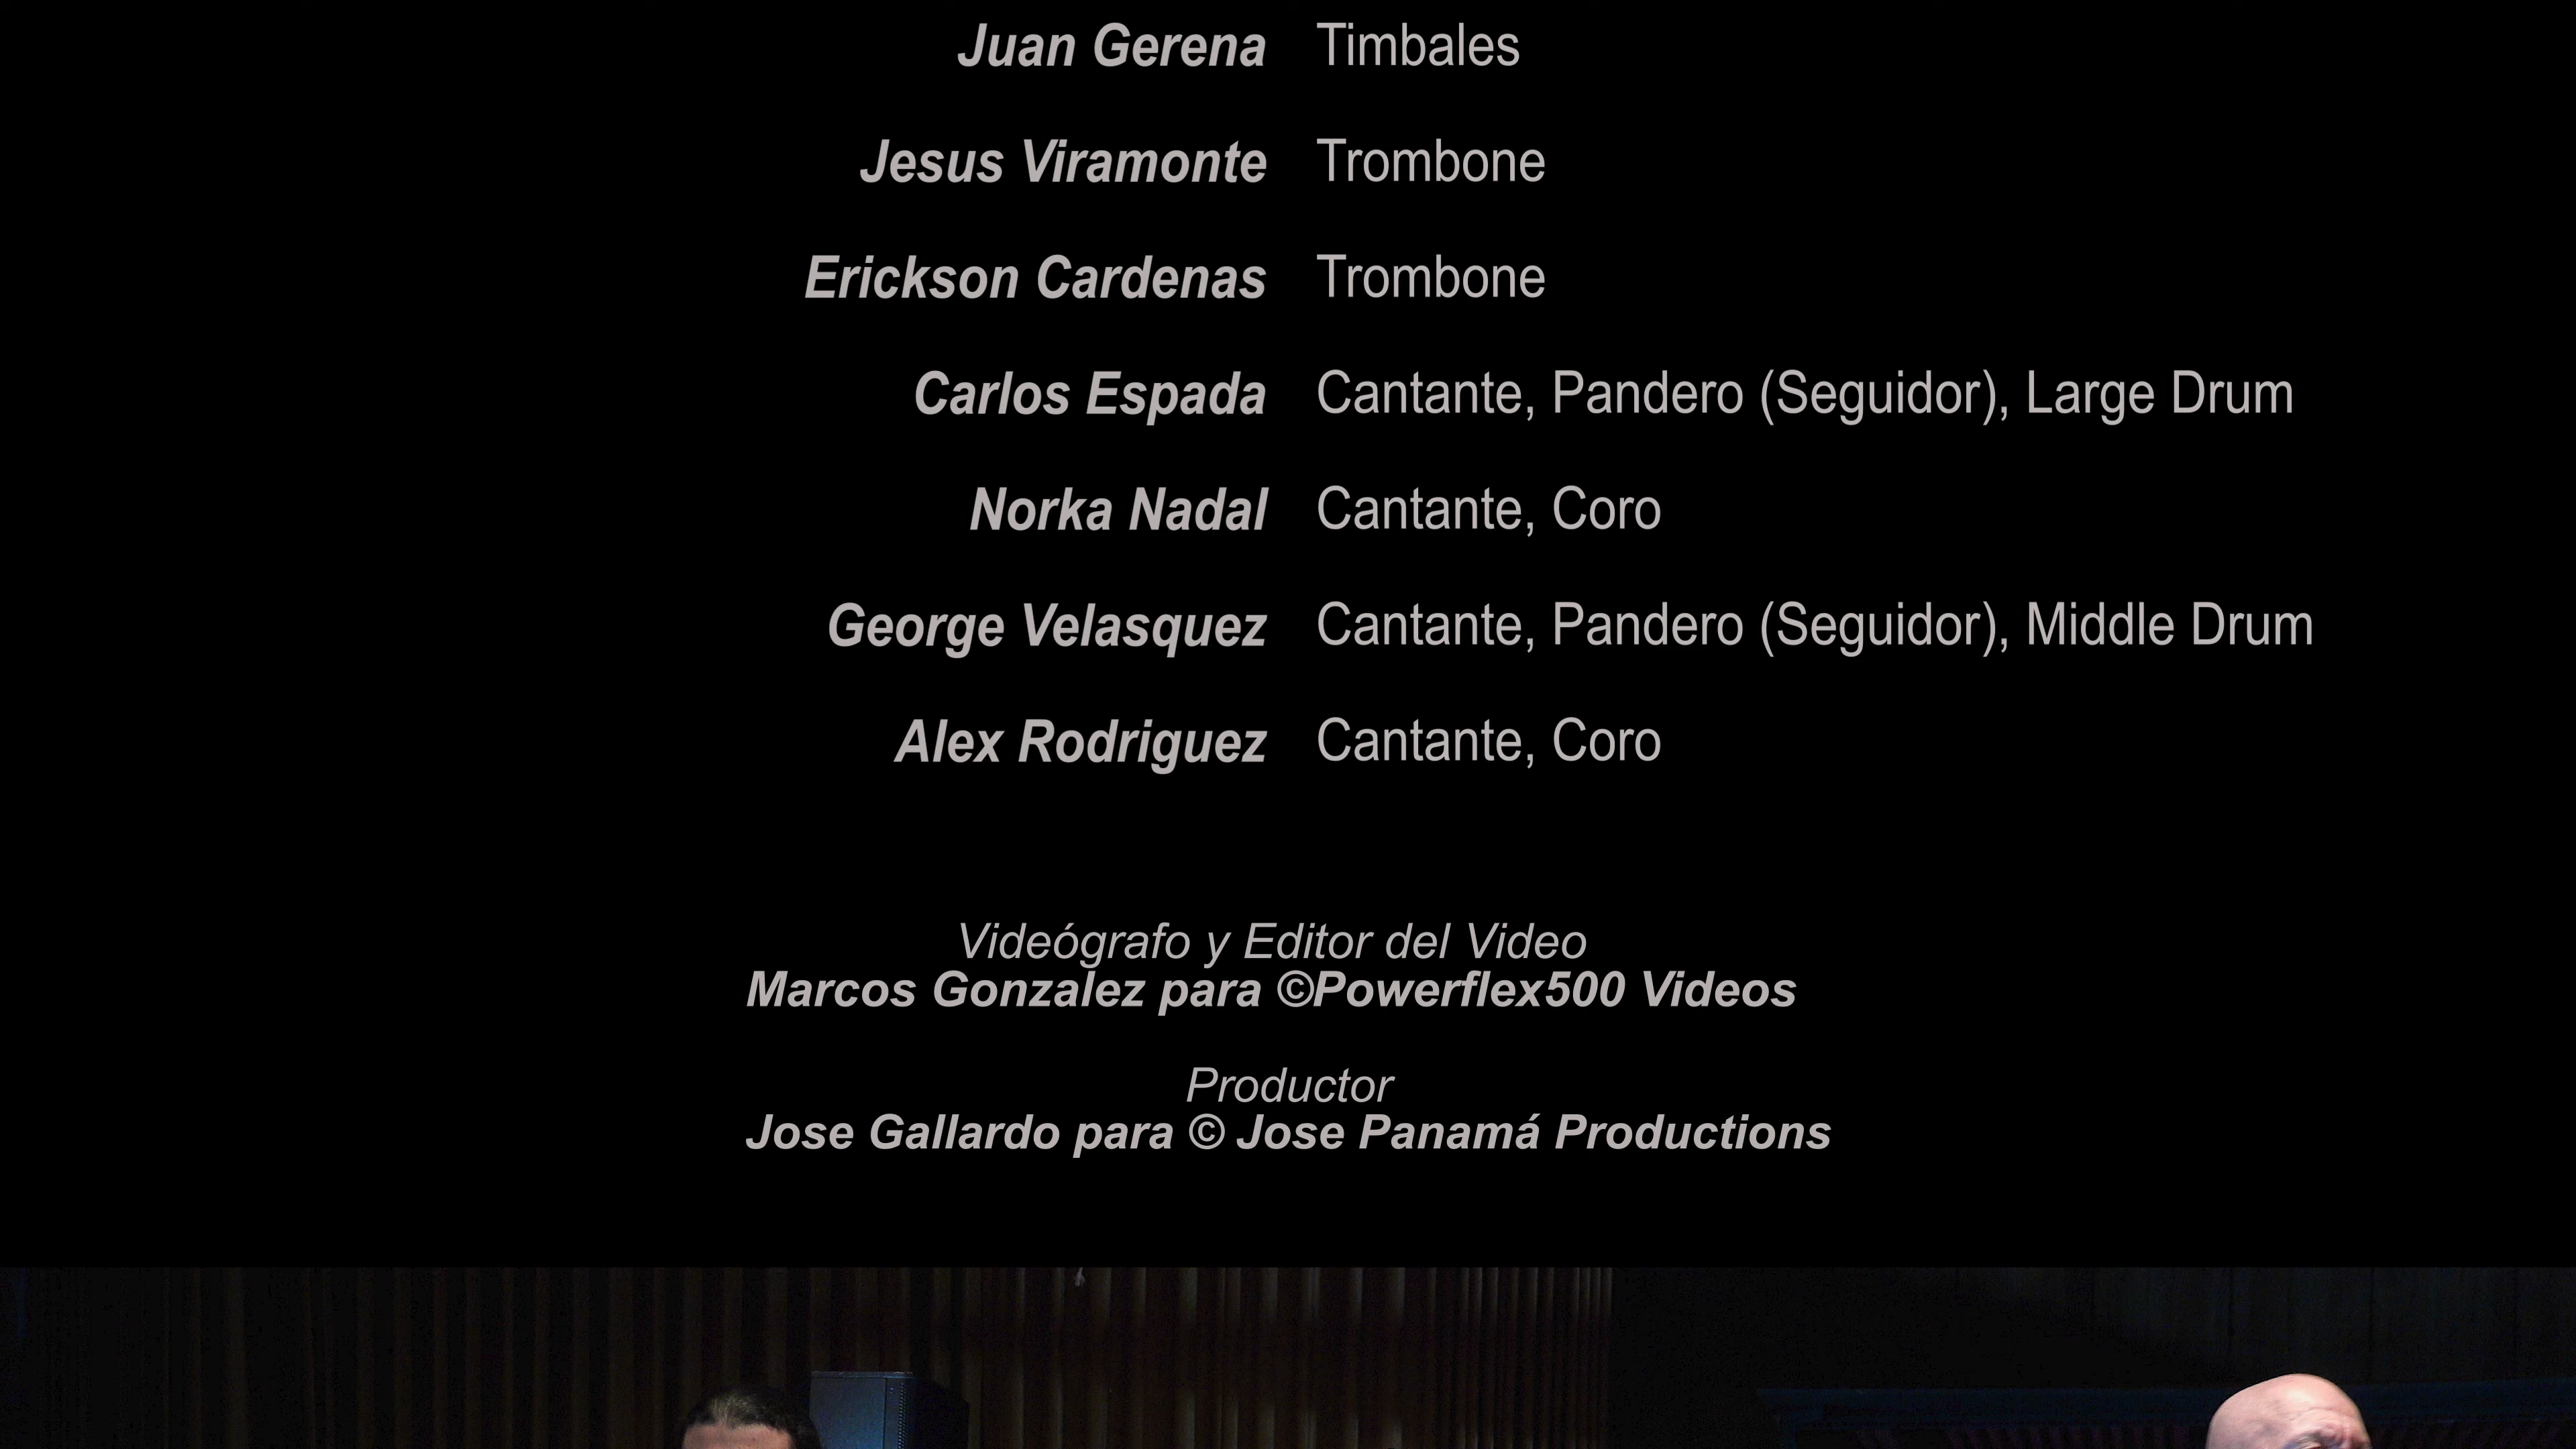 Juan Gerena Timbales
Jesus Viramonte Trombone
Erickson Cardenas Trombone
Carlos Espada Cantante, Pandero (Seguidor), Large Drum
Norka Nadal Cantante, Coro
George Velasquez Cantante, Pandero (Seguidor), Middle Drum
Alex Rodriguez Cantante, Coro
Videógrafo y Editor del Video
Marcos Gonzalez para ©Powerflex500 Videos
Productor
Jose Gallardo para © Jose Panamá Productions